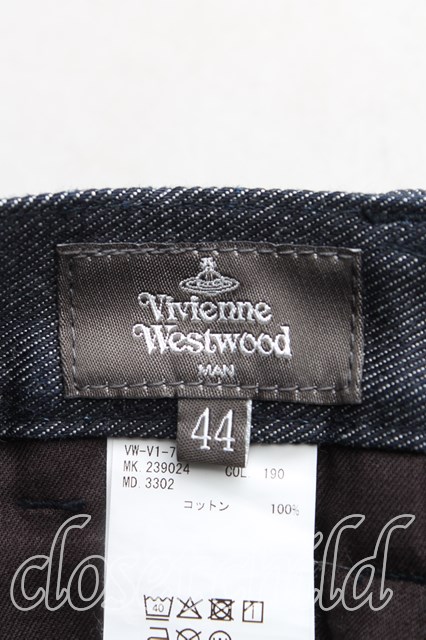 Vivienne
Westwood
MAN
44
VW-V1-7
MK. 239024 COL. 190
MD. 3302
コットン 100%
40
closet child